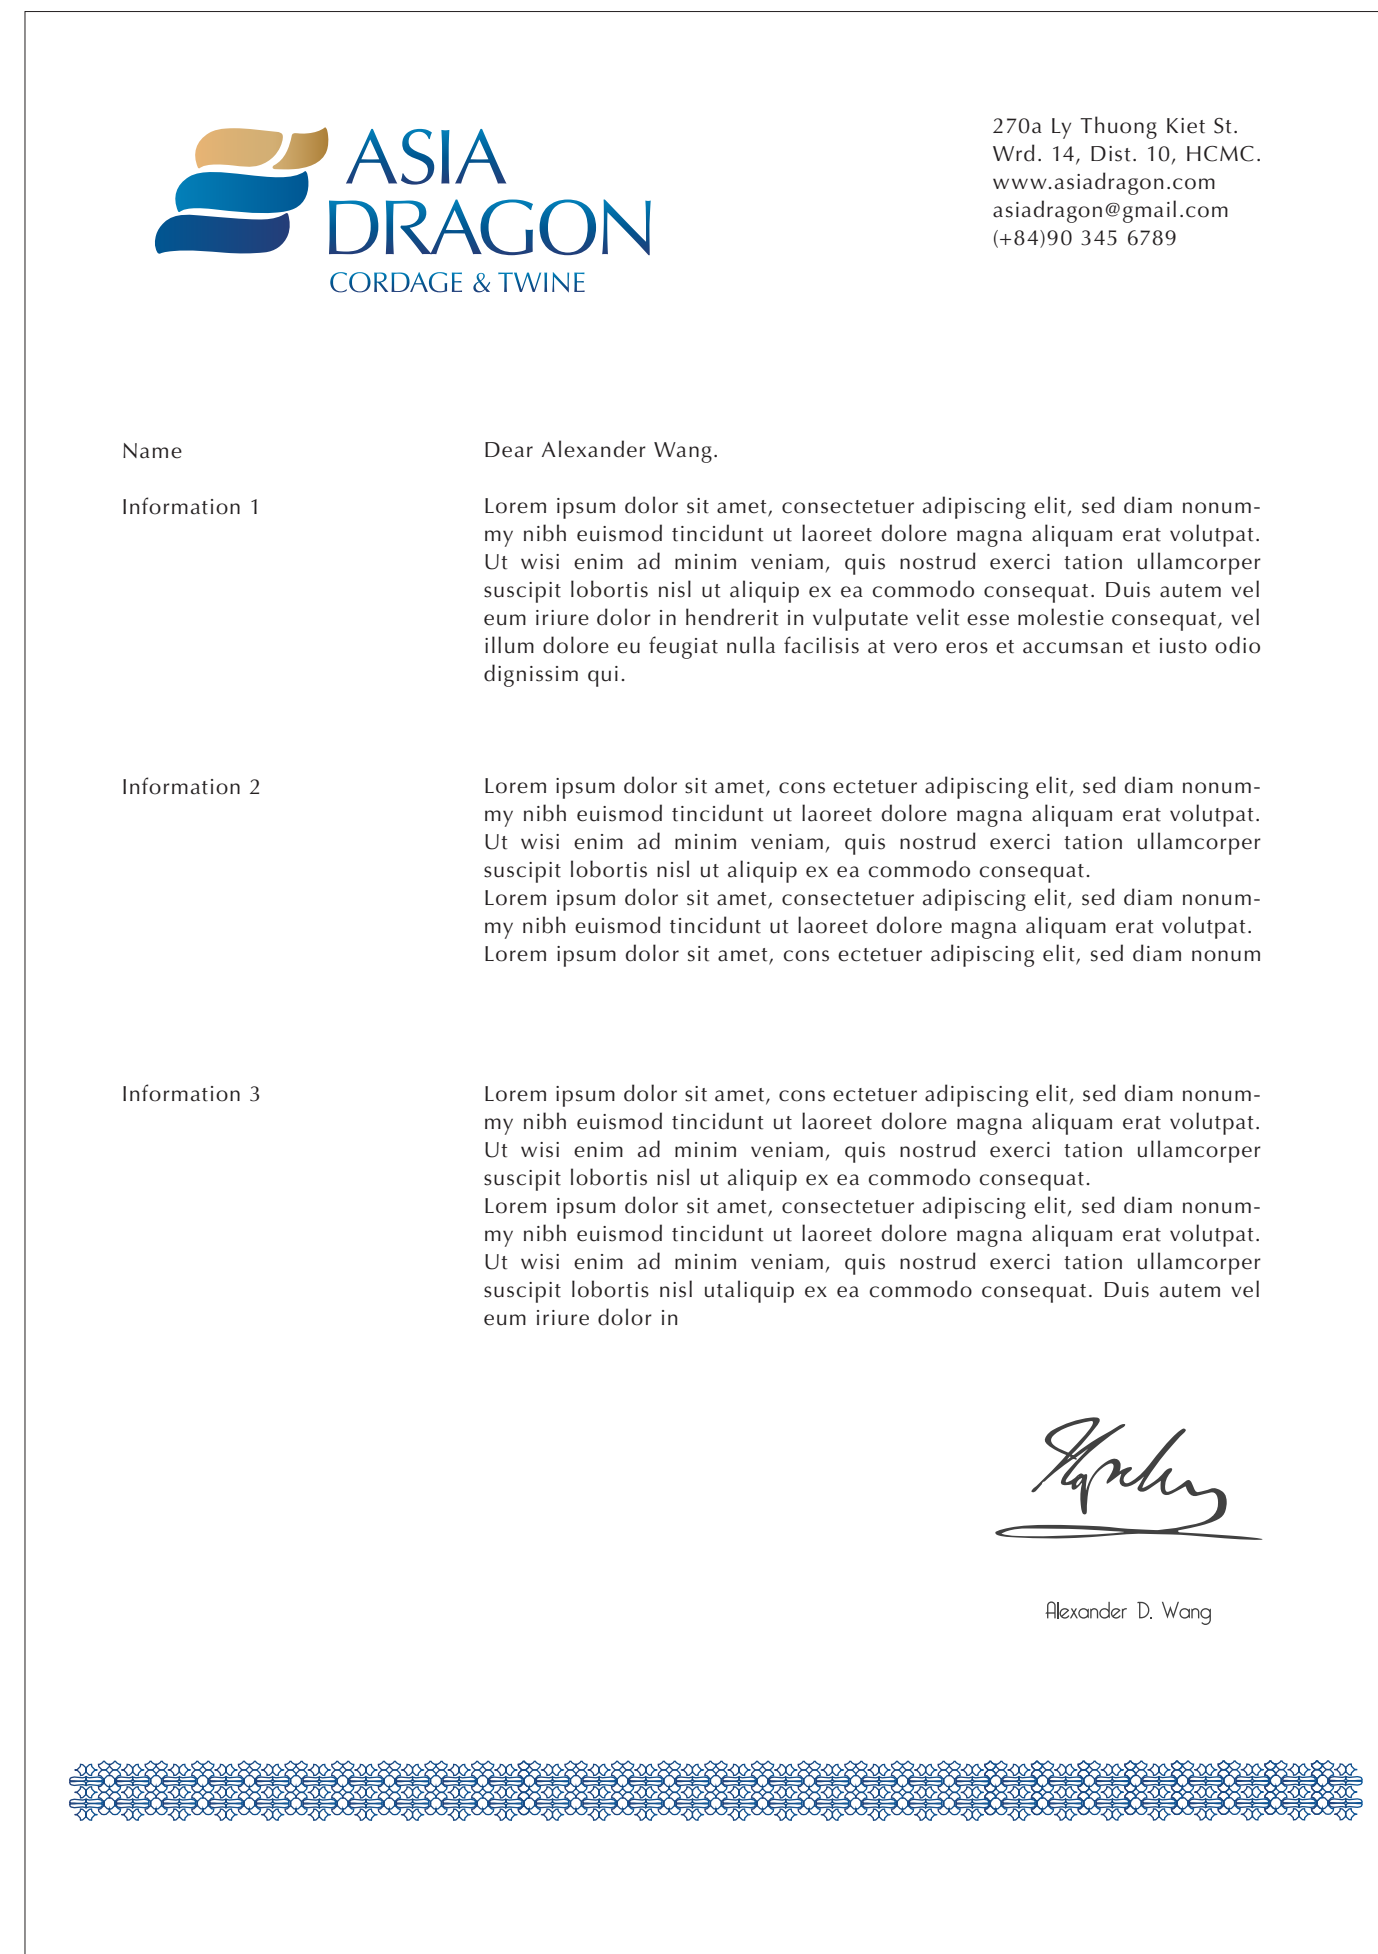 ASIA
DRAGON
CORDAGE & TWINE
270a Ly Thuong Kiet St.
Wrd. 14, Dist. 10, HCMC.
www.asiadragon.com
asiadragon@gmail.com
(+84)90 345 6789
Name
Dear Alexander Wang.
Information 1
Lorem ipsum dolor sit amet, consectetuer adipiscing elit, sed diam nonum-
my nibh euismod tincidunt ut laoreet dolore magna aliquam erat volutpat.
Ut wisi enim ad minim veniam, quis nostrud exerci tation ullamcorper
suscipit lobortis nisl ut aliquip ex ea commodo consequat. Duis autem vel
eum iriure dolor in hendrerit in vulputate velit esse molestie consequat, vel
illum dolore eu feugiat nulla facilisis at vero eros et accumsan et iusto odio
dignissim qui.
Information 2
Lorem ipsum dolor sit amet, cons ectetuer adipiscing elit, sed diam nonum-
my nibh euismod tincidunt ut laoreet dolore magna aliquam erat volutpat.
Ut wisi enim ad minim veniam, quis nostrud exerci tation ullamcorper
suscipit lobortis nisl ut aliquip ex ea commodo consequat.
Lorem ipsum dolor sit amet, consectetuer adipiscing elit, sed diam nonum-
my nibh euismod tincidunt ut laoreet dolore magna aliquam erat volutpat.
Lorem ipsum dolor sit amet, cons ectetuer adipiscing elit, sed diam nonum
Information 3
Lorem ipsum dolor sit amet, cons ectetuer adipiscing elit, sed diam nonum-
my nibh euismod tincidunt ut laoreet dolore magna aliquam erat volutpat.
Ut wisi enim ad minim veniam, quis nostrud exerci tation ullamcorper
suscipit lobortis nisl ut aliquip ex ea commodo consequat.
Lorem ipsum dolor sit amet, consectetuer adipiscing elit, sed diam nonum-
my nibh euismod tincidunt ut laoreet dolore magna aliquam erat volutpat.
Ut wisi enim ad minim veniam, quis nostrud exerci tation ullamcorper
suscipit lobortis nisl utaliquip ex ea commodo consequat. Duis autem vel
eum iriure dolor in
Alexander D. Wang